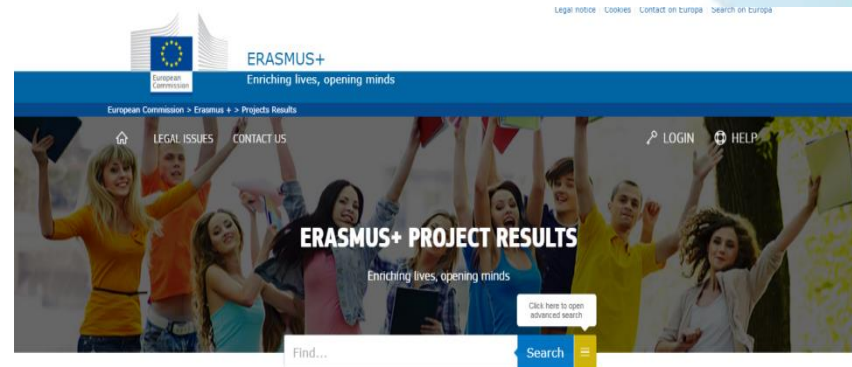 Legal notice Cookies Contact on Europa Search on Europa
European
Commission
ERASMUS+
Enriching lives, opening minds
European Commission > Erasmus + > Projects Results
LEGAL ISSUES CONTACT US LOGIN HELP
ERASMUS+ PROJECT RESULTS
Enriching lives, opening minds
Click here to open
advanced search
Find... Search